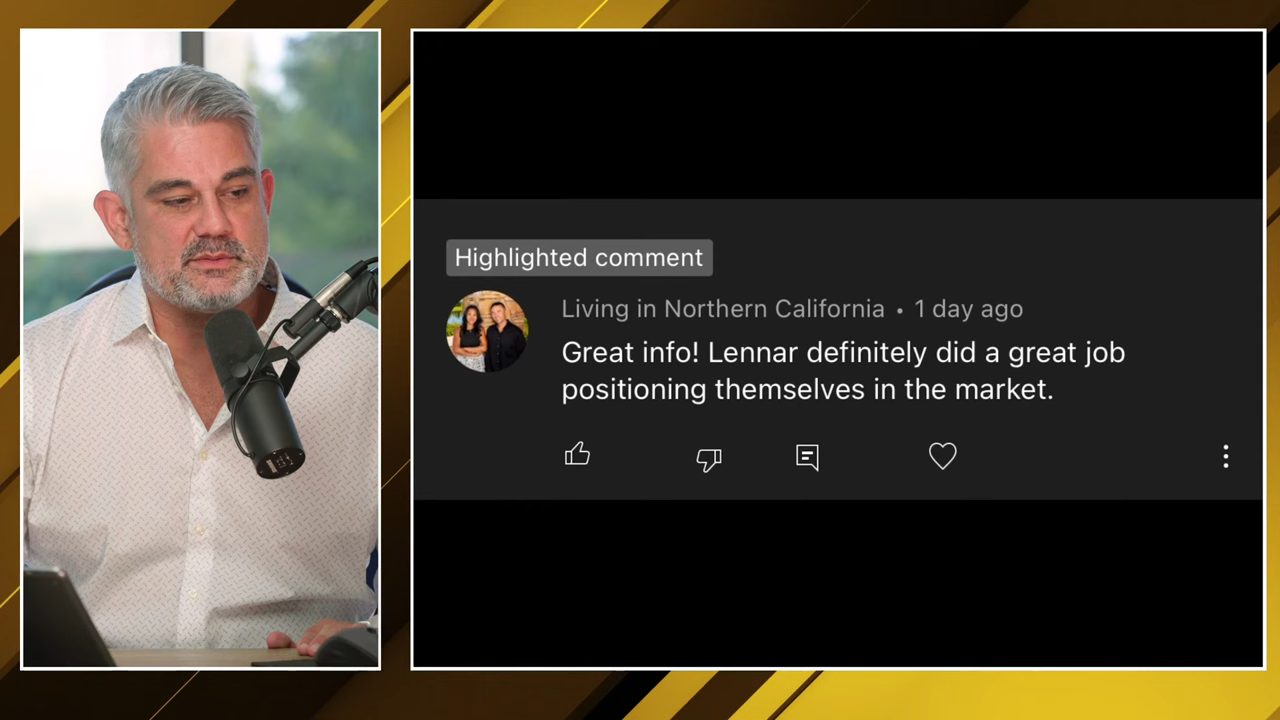 Highlighted comment
Living in Northern California • 1 day ago
Great info! Lennar definitely did a great job
positioning themselves in the market.